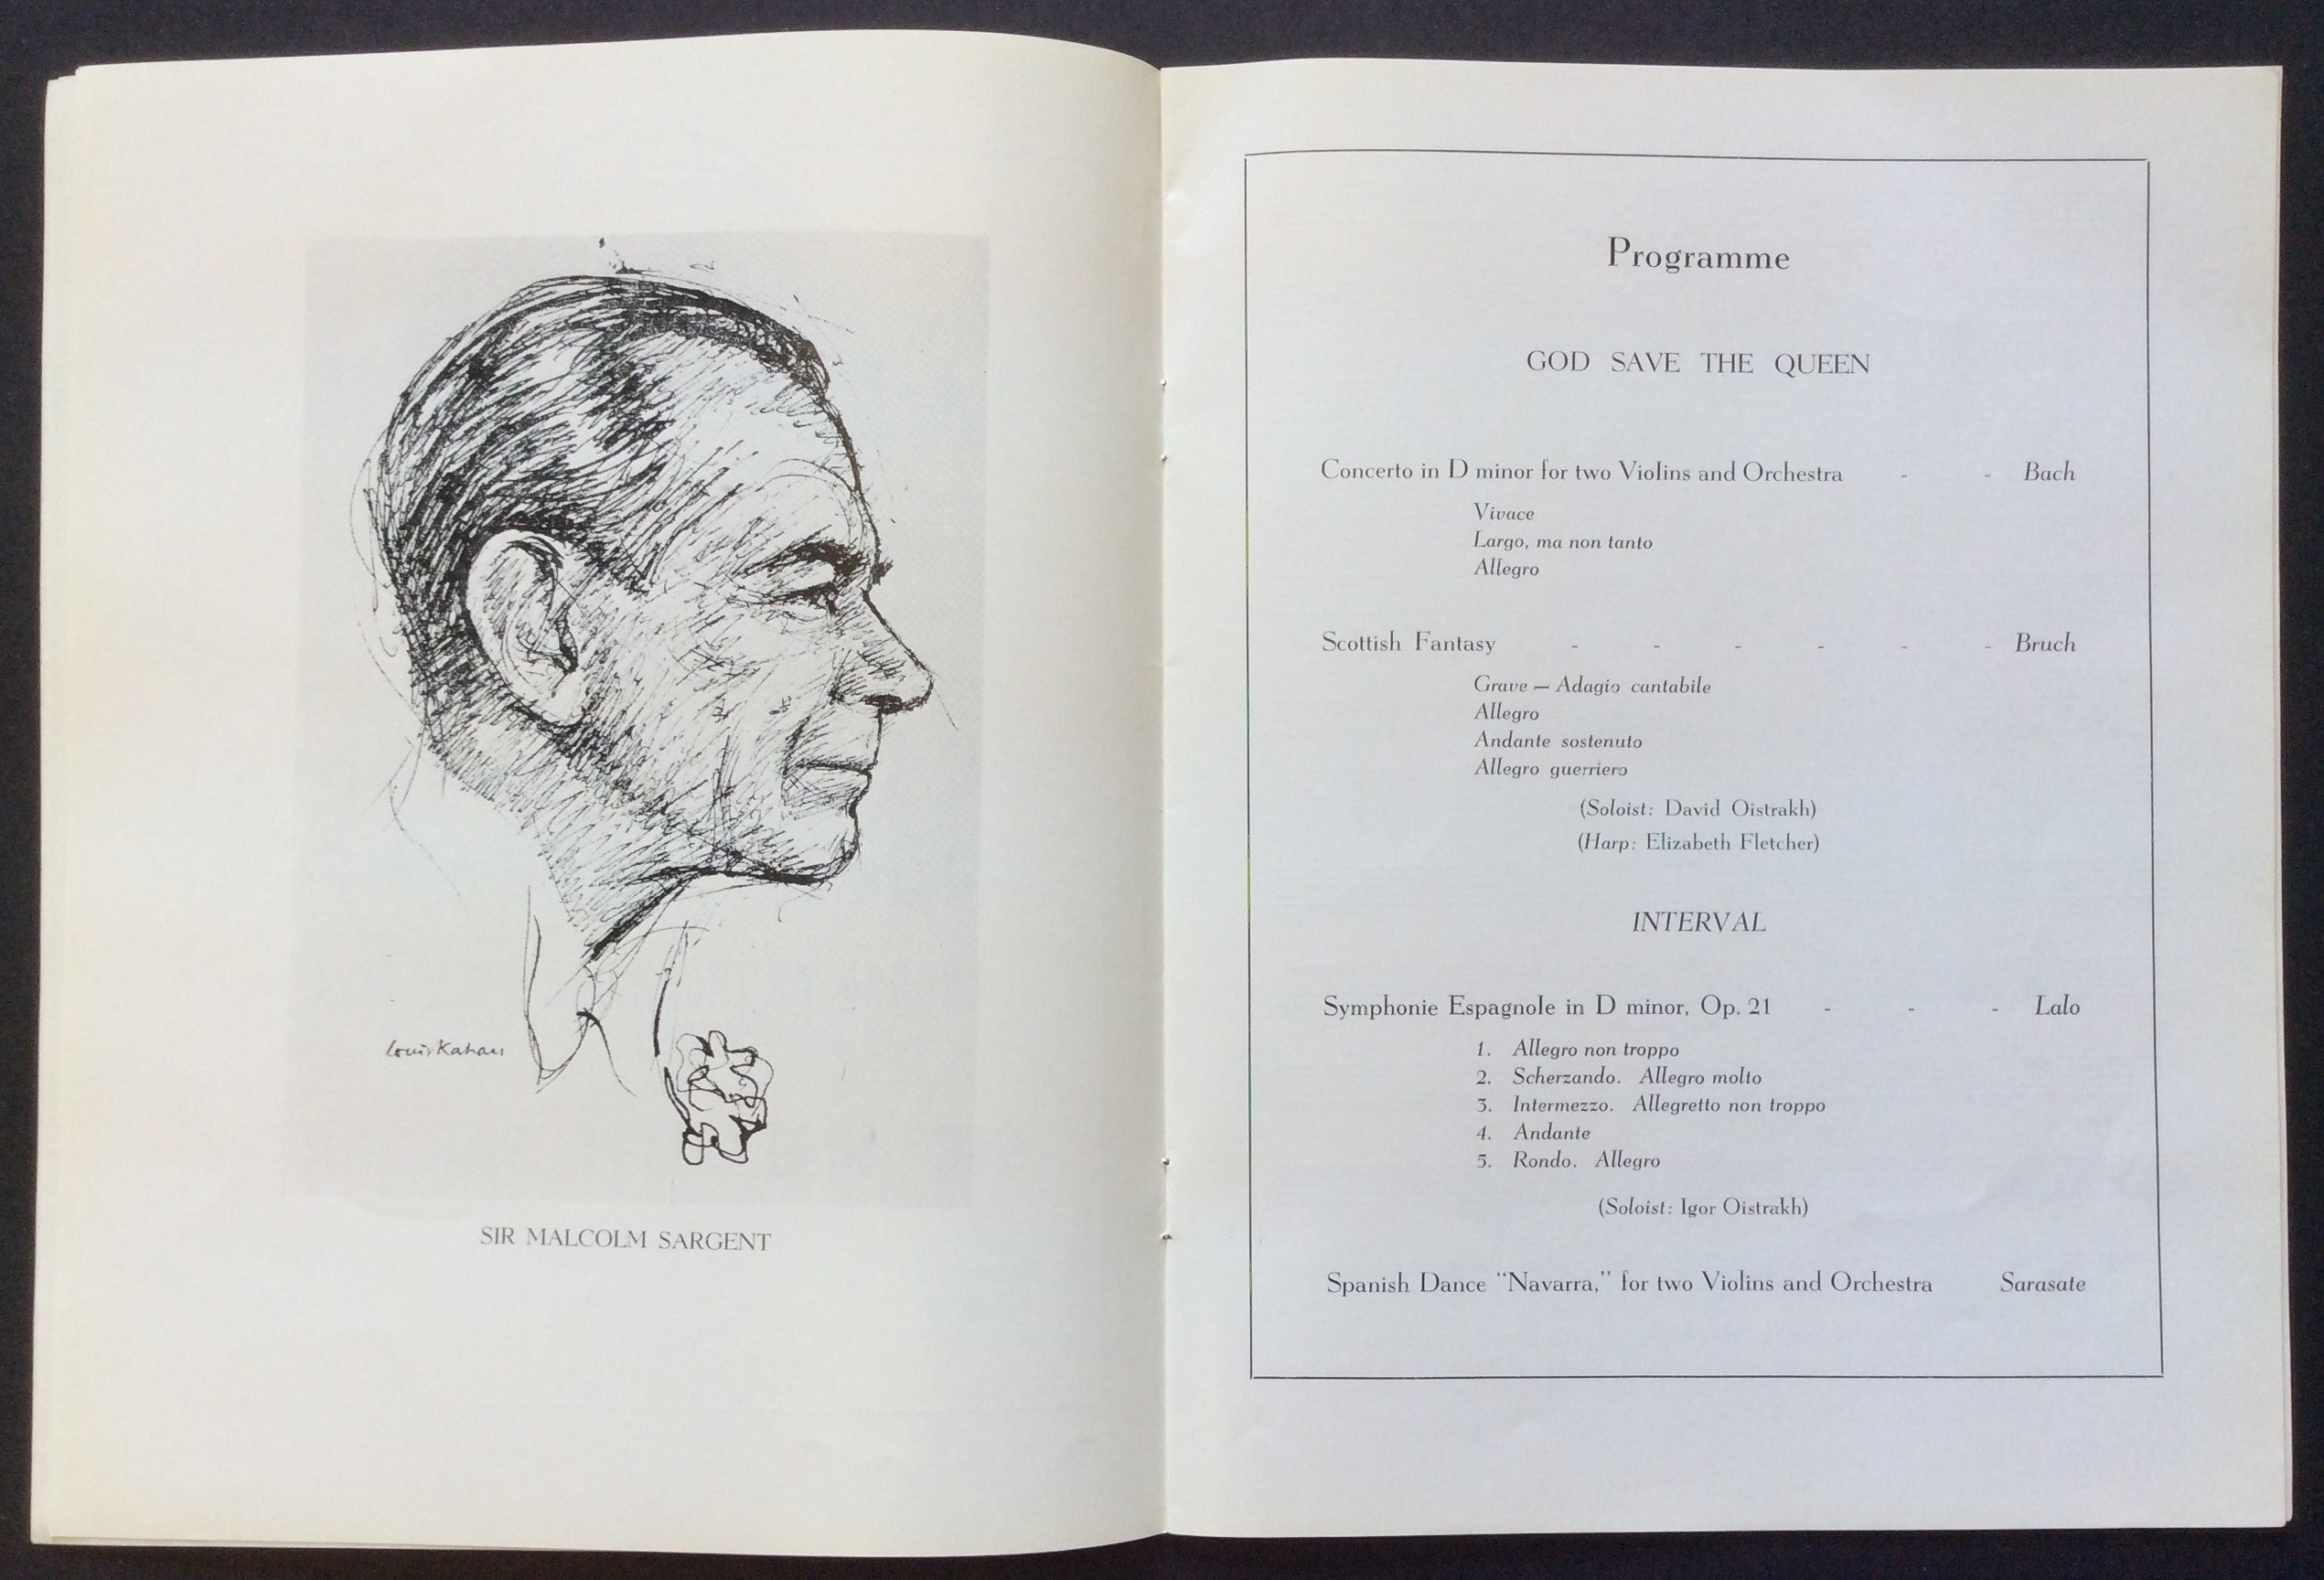 Louis Kahan
SIR MALCOLM SARGENT
Programme
GOD SAVE THE QUEEN
Concerto in D minor for two Violins and Orchestra - - Bach
Vivace
Largo, ma non tanto
Allegro
Scottish Fantasy - - - - - - Bruch
Grave — Adagio cantabile
Allegro
Andante sostenuto
Allegro guerriero
(Soloist: David Oistrakh)
(Harp: Elizabeth Fletcher)
INTERVAL
Symphonie Espagnole in D minor, Op. 21 - - - Lalo
1. Allegro non troppo
2. Scherzando. Allegro molto
3. Intermezzo. Allegretto non troppo
4. Andante
5. Rondo. Allegro
(Soloist: Igor Oistrakh)
Spanish Dance “Navarra,” for two Violins and Orchestra Sarasate